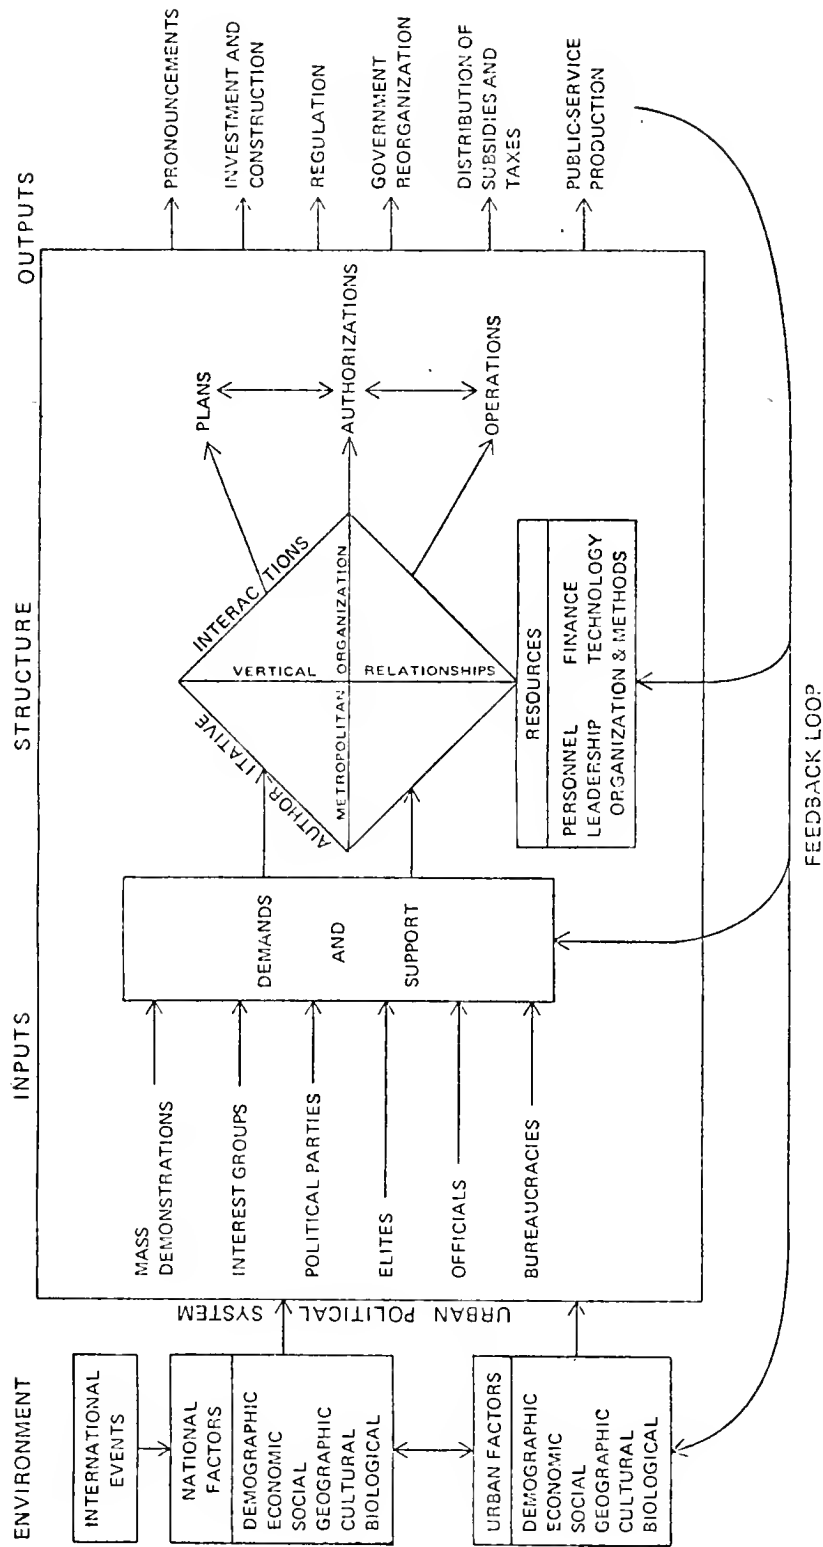 ENVIRONMENT
INPUTS
STRUCTURE
OUTPUTS
INTERNATIONAL
EVENTS
NATIONAL
FACTORS
DEMOGRAPHIC
ECONOMIC
SOCIAL
GEOGRAPHIC
CULTURAL
BIOLOGICAL
URBAN FACTORS
DEMOGRAPHIC
ECONOMIC
SOCIAL
GEOGRAPHIC
CULTURAL
BIOLOGICAL
URBAN POLITICAL SYSTEM
MASS
DEMONSTRATIONS
INTEREST GROUPS
POLITICAL PARTIES
ELITES
OFFICIALS
BUREAUCRACIES
DEMANDS
AND
SUPPORT
AUTHORITATIVE
INTERACTIONS
VERTICAL RELATIONSHIPS
METROPOLITAN ORGANIZATION
RESOURCES
PERSONNEL FINANCE
LEADERSHIP TECHNOLOGY
ORGANIZATION & METHODS
PLANS
AUTHORIZATIONS
OPERATIONS
PRONOUNCEMENTS
INVESTMENT AND
CONSTRUCTION
REGULATION
GOVERNMENT
REORGANIZATION
DISTRIBUTION OF
SUBSIDIES AND
TAXES
PUBLIC-SERVICE
PRODUCTION
FEEDBACK LOOP